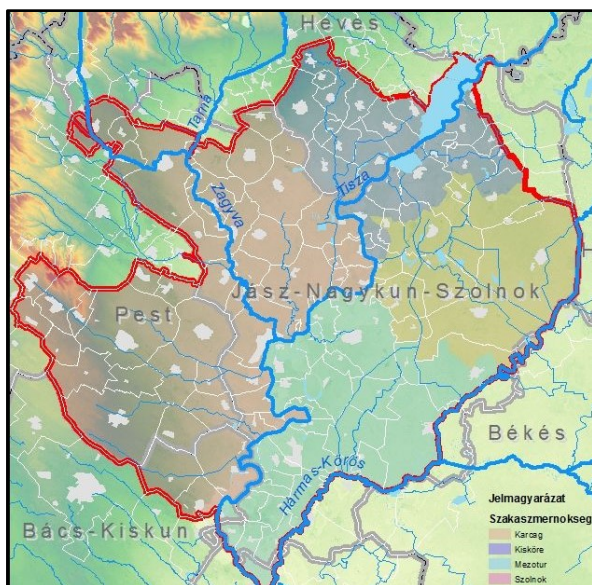 Heves
Tarna
Zagyva
Tisza
Jász-Nagykun-Szolnok
Pest
Békés
Hármas-Körös
Jelmagyarázat
Bács-Kiskun
Szakaszmernokseg
Karcag
Kisköre
Mezotur
Szolnok